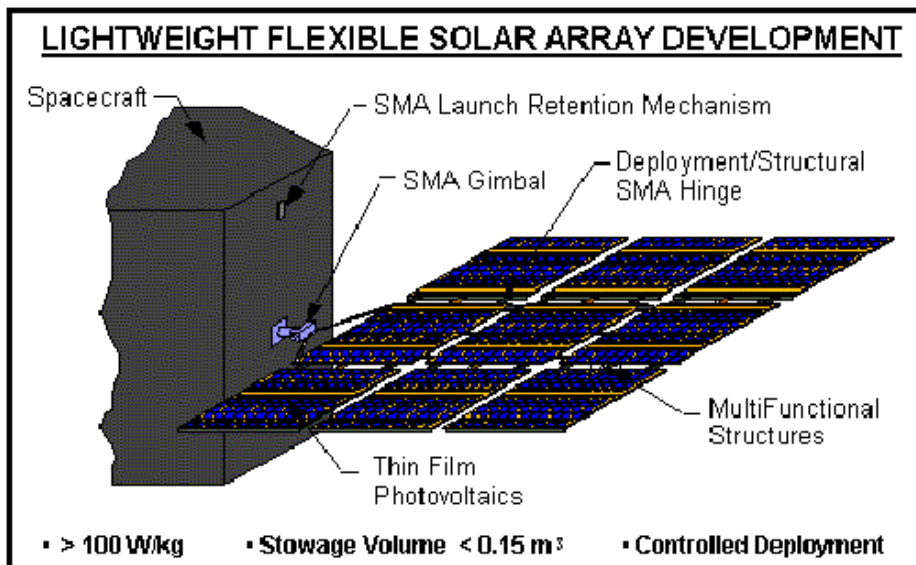 LIGHTWEIGHT FLEXIBLE SOLAR ARRAY DEVELOPMENT
Spacecraft
SMA Launch Retention Mechanism
SMA Gimbal
Deployment/Structural
SMA Hinge
MultiFunctional
Structures
Thin Film
Photovoltaics
▪ > 100 W/kg ▪ Stowage Volume < 0.15 m³ ▪ Controlled Deployment